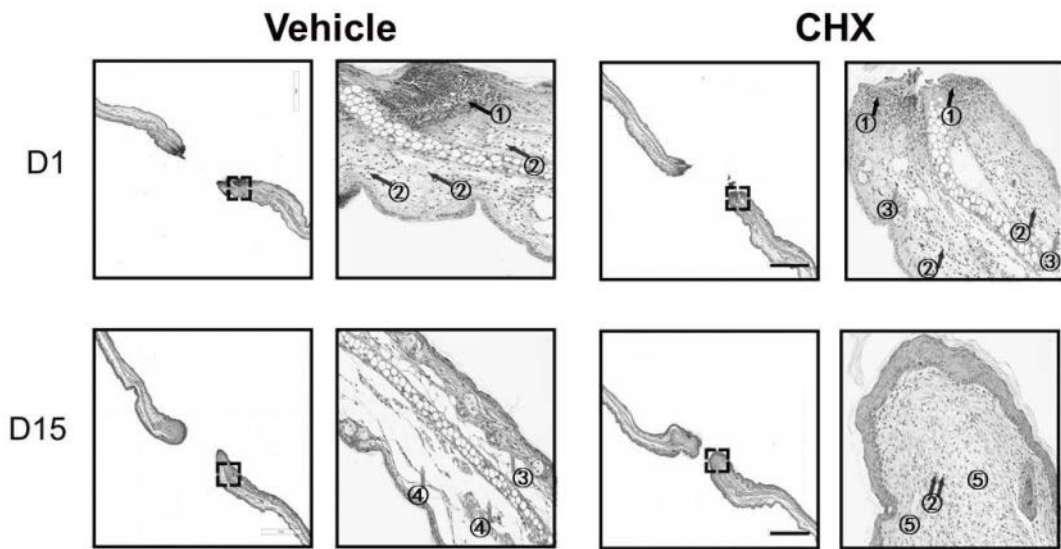 Vehicle CHX
D1
① ② ② ②
① ① ③ ② ② ③
D15
③ ④ ④
② ⑤ ⑤